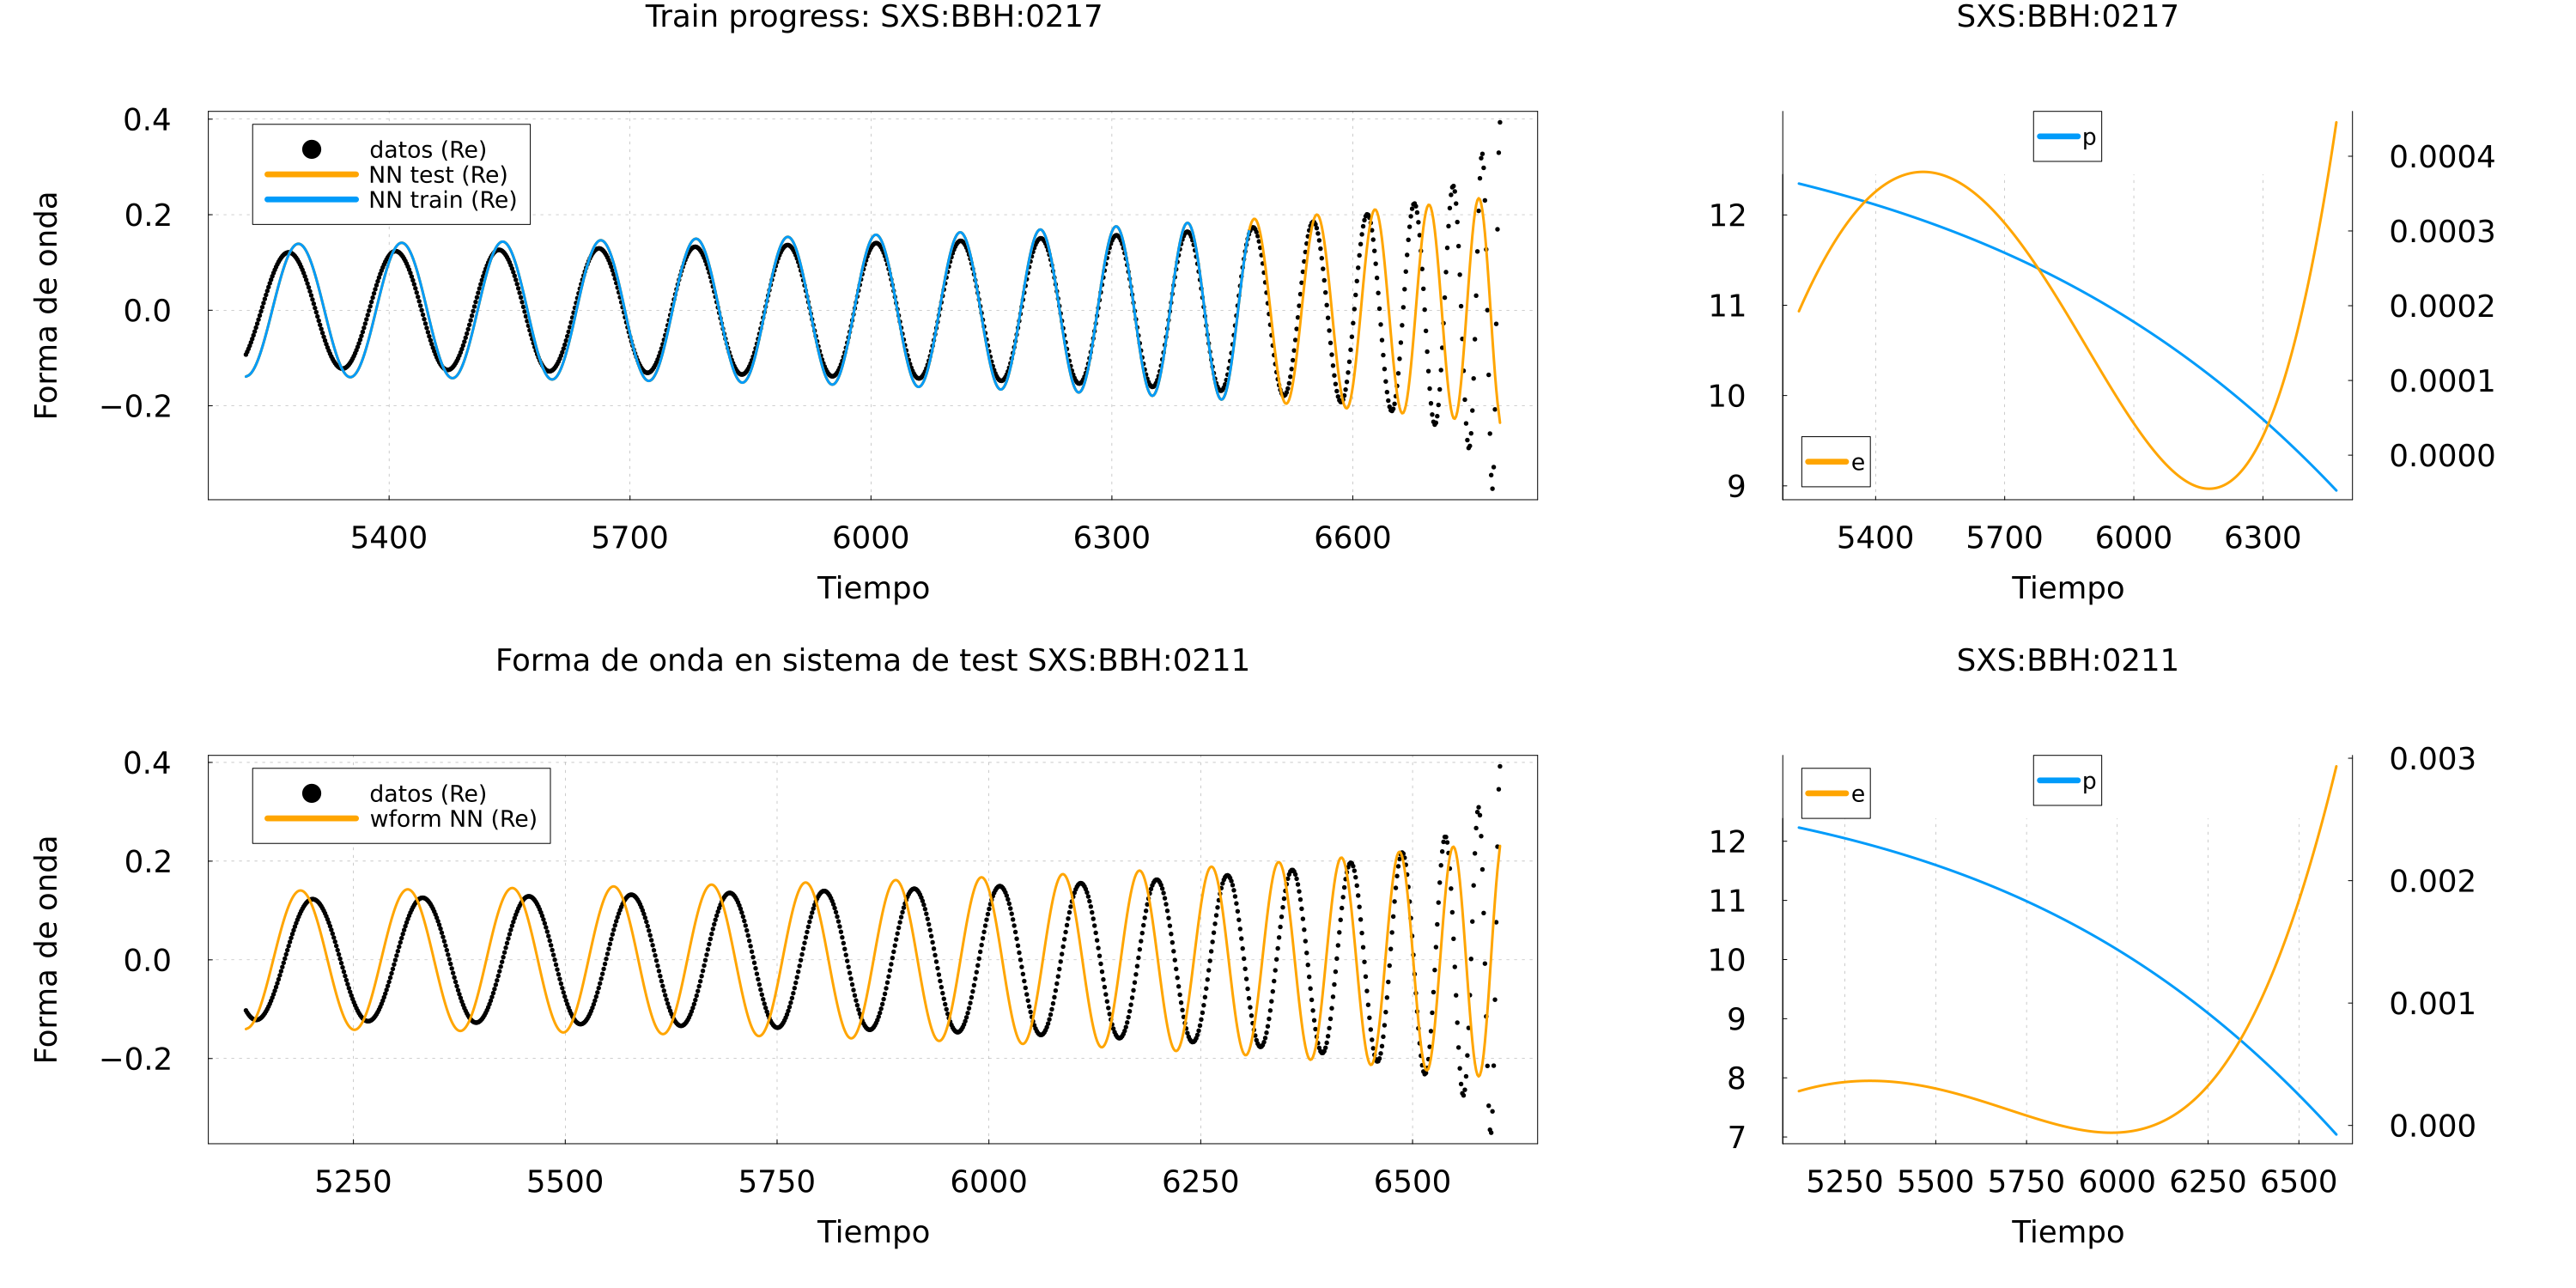 Train progress: SXS:BBH:0217
0.4
0.2
0.0
−0.2
Forma de onda
datos (Re)
NN test (Re)
NN train (Re)
5400 5700 6000 6300 6600
Tiempo
SXS:BBH:0217
p
e
12
11
10
9
0.0004
0.0003
0.0002
0.0001
0.0000
5400 5700 6000 6300
Tiempo
Forma de onda en sistema de test SXS:BBH:0211
0.4
0.2
0.0
−0.2
Forma de onda
datos (Re)
wform NN (Re)
5250 5500 5750 6000 6250 6500
Tiempo
SXS:BBH:0211
e
p
12
11
10
9
8
7
0.003
0.002
0.001
0.000
5250 5500 5750 6000 6250 6500
Tiempo